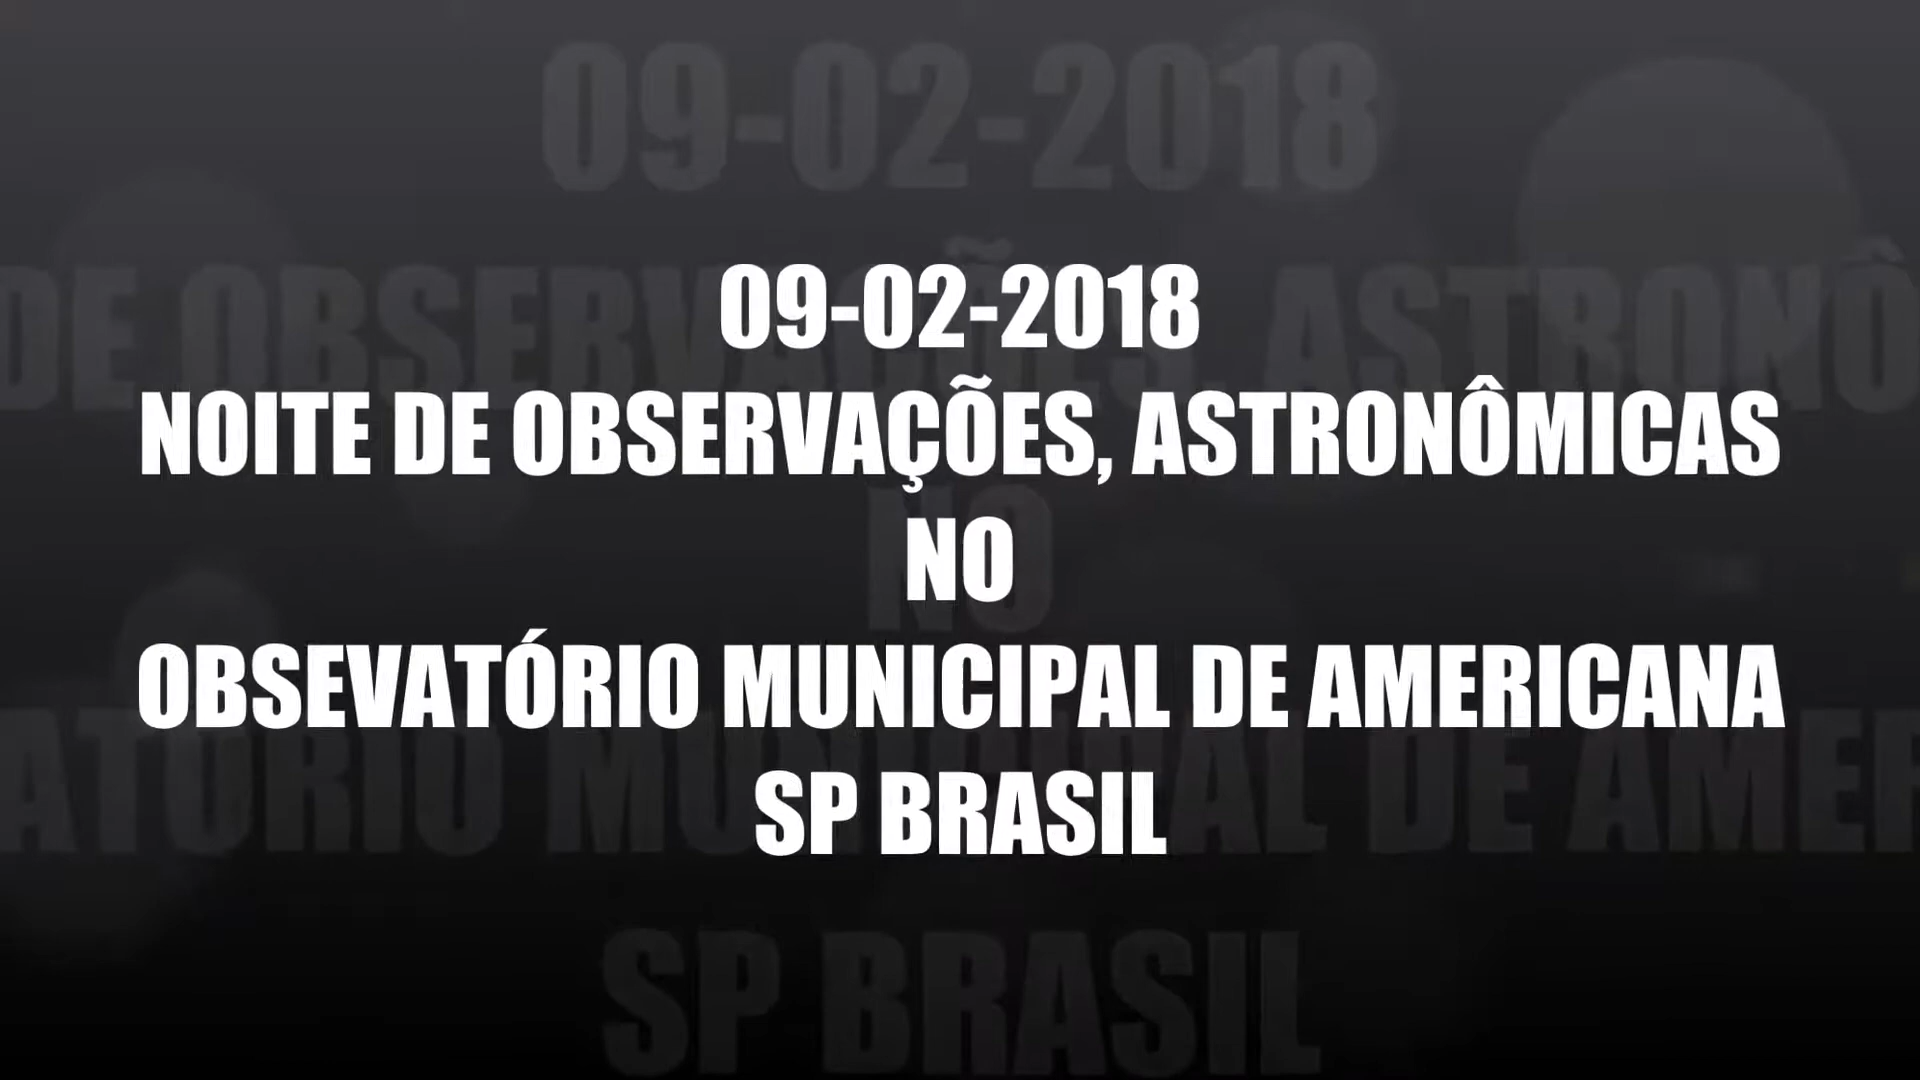 09-02-2018
NOITE DE OBSERVAÇÕES, ASTRONÔMICAS
NO
OBSEVATÓRIO MUNICIPAL DE AMERICANA
SP BRASIL